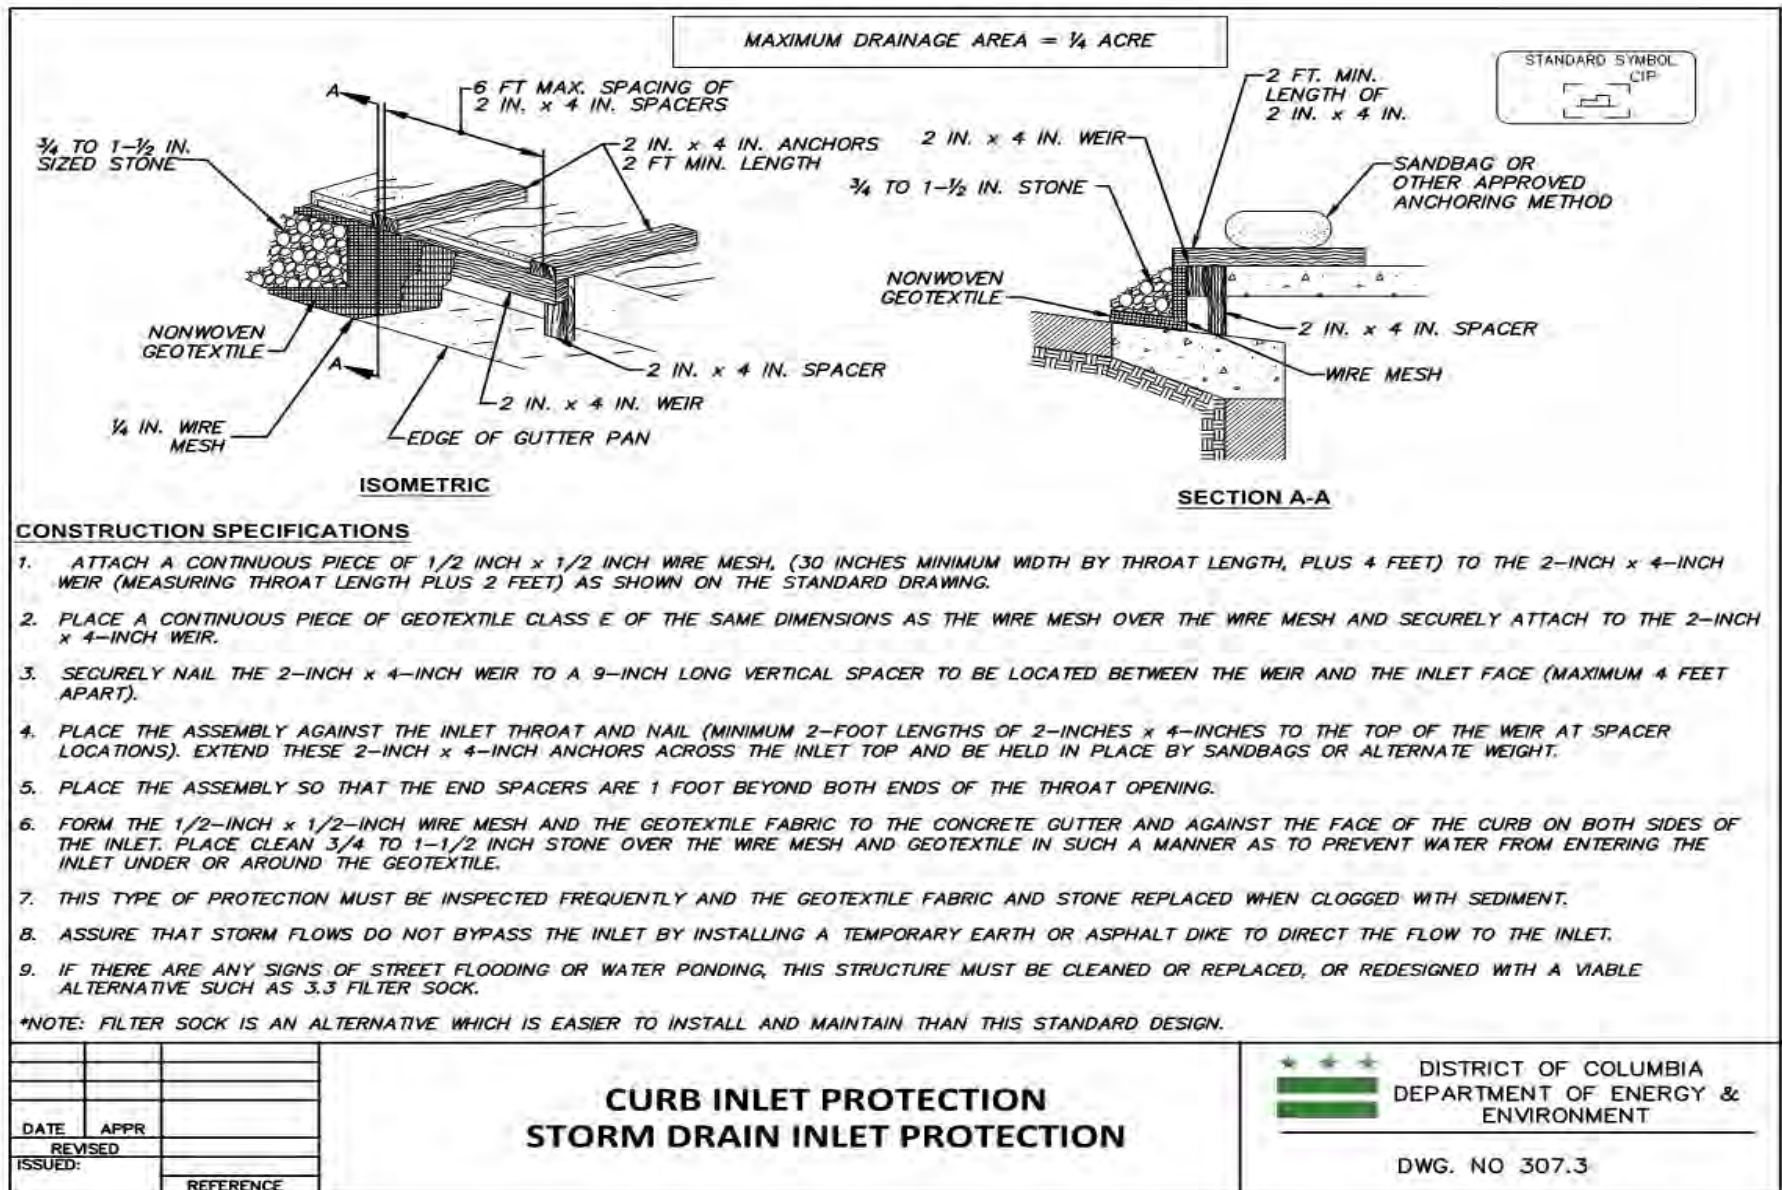 MAXIMUM DRAINAGE AREA = ¼ ACRE
STANDARD SYMBOL
CIP
A
6 FT MAX. SPACING OF
2 IN. x 4 IN. SPACERS
¾ TO 1-½ IN.
SIZED STONE
2 IN. x 4 IN. ANCHORS
2 FT MIN. LENGTH
NONWOVEN
GEOTEXTILE
A
2 IN. x 4 IN. SPACER
2 IN. x 4 IN. WEIR
¼ IN. WIRE
MESH
EDGE OF GUTTER PAN
ISOMETRIC
2 FT. MIN.
LENGTH OF
2 IN. x 4 IN.
2 IN. x 4 IN. WEIR
¾ TO 1-½ IN. STONE
SANDBAG OR
OTHER APPROVED
ANCHORING METHOD
NONWOVEN
GEOTEXTILE
2 IN. x 4 IN. SPACER
WIRE MESH
SECTION A-A
CONSTRUCTION SPECIFICATIONS
1. ATTACH A CONTINUOUS PIECE OF 1/2 INCH x 1/2 INCH WIRE MESH, (30 INCHES MINIMUM WIDTH BY THROAT LENGTH, PLUS 4 FEET) TO THE 2-INCH x 4-INCH
WEIR (MEASURING THROAT LENGTH PLUS 2 FEET) AS SHOWN ON THE STANDARD DRAWING.
2. PLACE A CONTINUOUS PIECE OF GEOTEXTILE CLASS E OF THE SAME DIMENSIONS AS THE WIRE MESH OVER THE WIRE MESH AND SECURELY ATTACH TO THE 2-INCH
x 4-INCH WEIR.
3. SECURELY NAIL THE 2-INCH x 4-INCH WEIR TO A 9-INCH LONG VERTICAL SPACER TO BE LOCATED BETWEEN THE WEIR AND THE INLET FACE (MAXIMUM 4 FEET
APART).
4. PLACE THE ASSEMBLY AGAINST THE INLET THROAT AND NAIL (MINIMUM 2-FOOT LENGTHS OF 2-INCHES x 4-INCHES TO THE TOP OF THE WEIR AT SPACER
LOCATIONS). EXTEND THESE 2-INCH x 4-INCH ANCHORS ACROSS THE INLET TOP AND BE HELD IN PLACE BY SANDBAGS OR ALTERNATE WEIGHT.
5. PLACE THE ASSEMBLY SO THAT THE END SPACERS ARE 1 FOOT BEYOND BOTH ENDS OF THE THROAT OPENING.
6. FORM THE 1/2-INCH x 1/2-INCH WIRE MESH AND THE GEOTEXTILE FABRIC TO THE CONCRETE GUTTER AND AGAINST THE FACE OF THE CURB ON BOTH SIDES OF
THE INLET. PLACE CLEAN 3/4 TO 1-1/2 INCH STONE OVER THE WIRE MESH AND GEOTEXTILE IN SUCH A MANNER AS TO PREVENT WATER FROM ENTERING THE
INLET UNDER OR AROUND THE GEOTEXTILE.
7. THIS TYPE OF PROTECTION MUST BE INSPECTED FREQUENTLY AND THE GEOTEXTILE FABRIC AND STONE REPLACED WHEN CLOGGED WITH SEDIMENT.
8. ASSURE THAT STORM FLOWS DO NOT BYPASS THE INLET BY INSTALLING A TEMPORARY EARTH OR ASPHALT DIKE TO DIRECT THE FLOW TO THE INLET.
9. IF THERE ARE ANY SIGNS OF STREET FLOODING OR WATER PONDING, THIS STRUCTURE MUST BE CLEANED OR REPLACED, OR REDESIGNED WITH A VIABLE
ALTERNATIVE SUCH AS 3.3 FILTER SOCK.
*NOTE: FILTER SOCK IS AN ALTERNATIVE WHICH IS EASIER TO INSTALL AND MAINTAIN THAN THIS STANDARD DESIGN.
DATE APPR
REVISED
ISSUED:
REFERENCE
CURB INLET PROTECTION
STORM DRAIN INLET PROTECTION
DISTRICT OF COLUMBIA
DEPARTMENT OF ENERGY &
ENVIRONMENT
DWG. NO 307.3